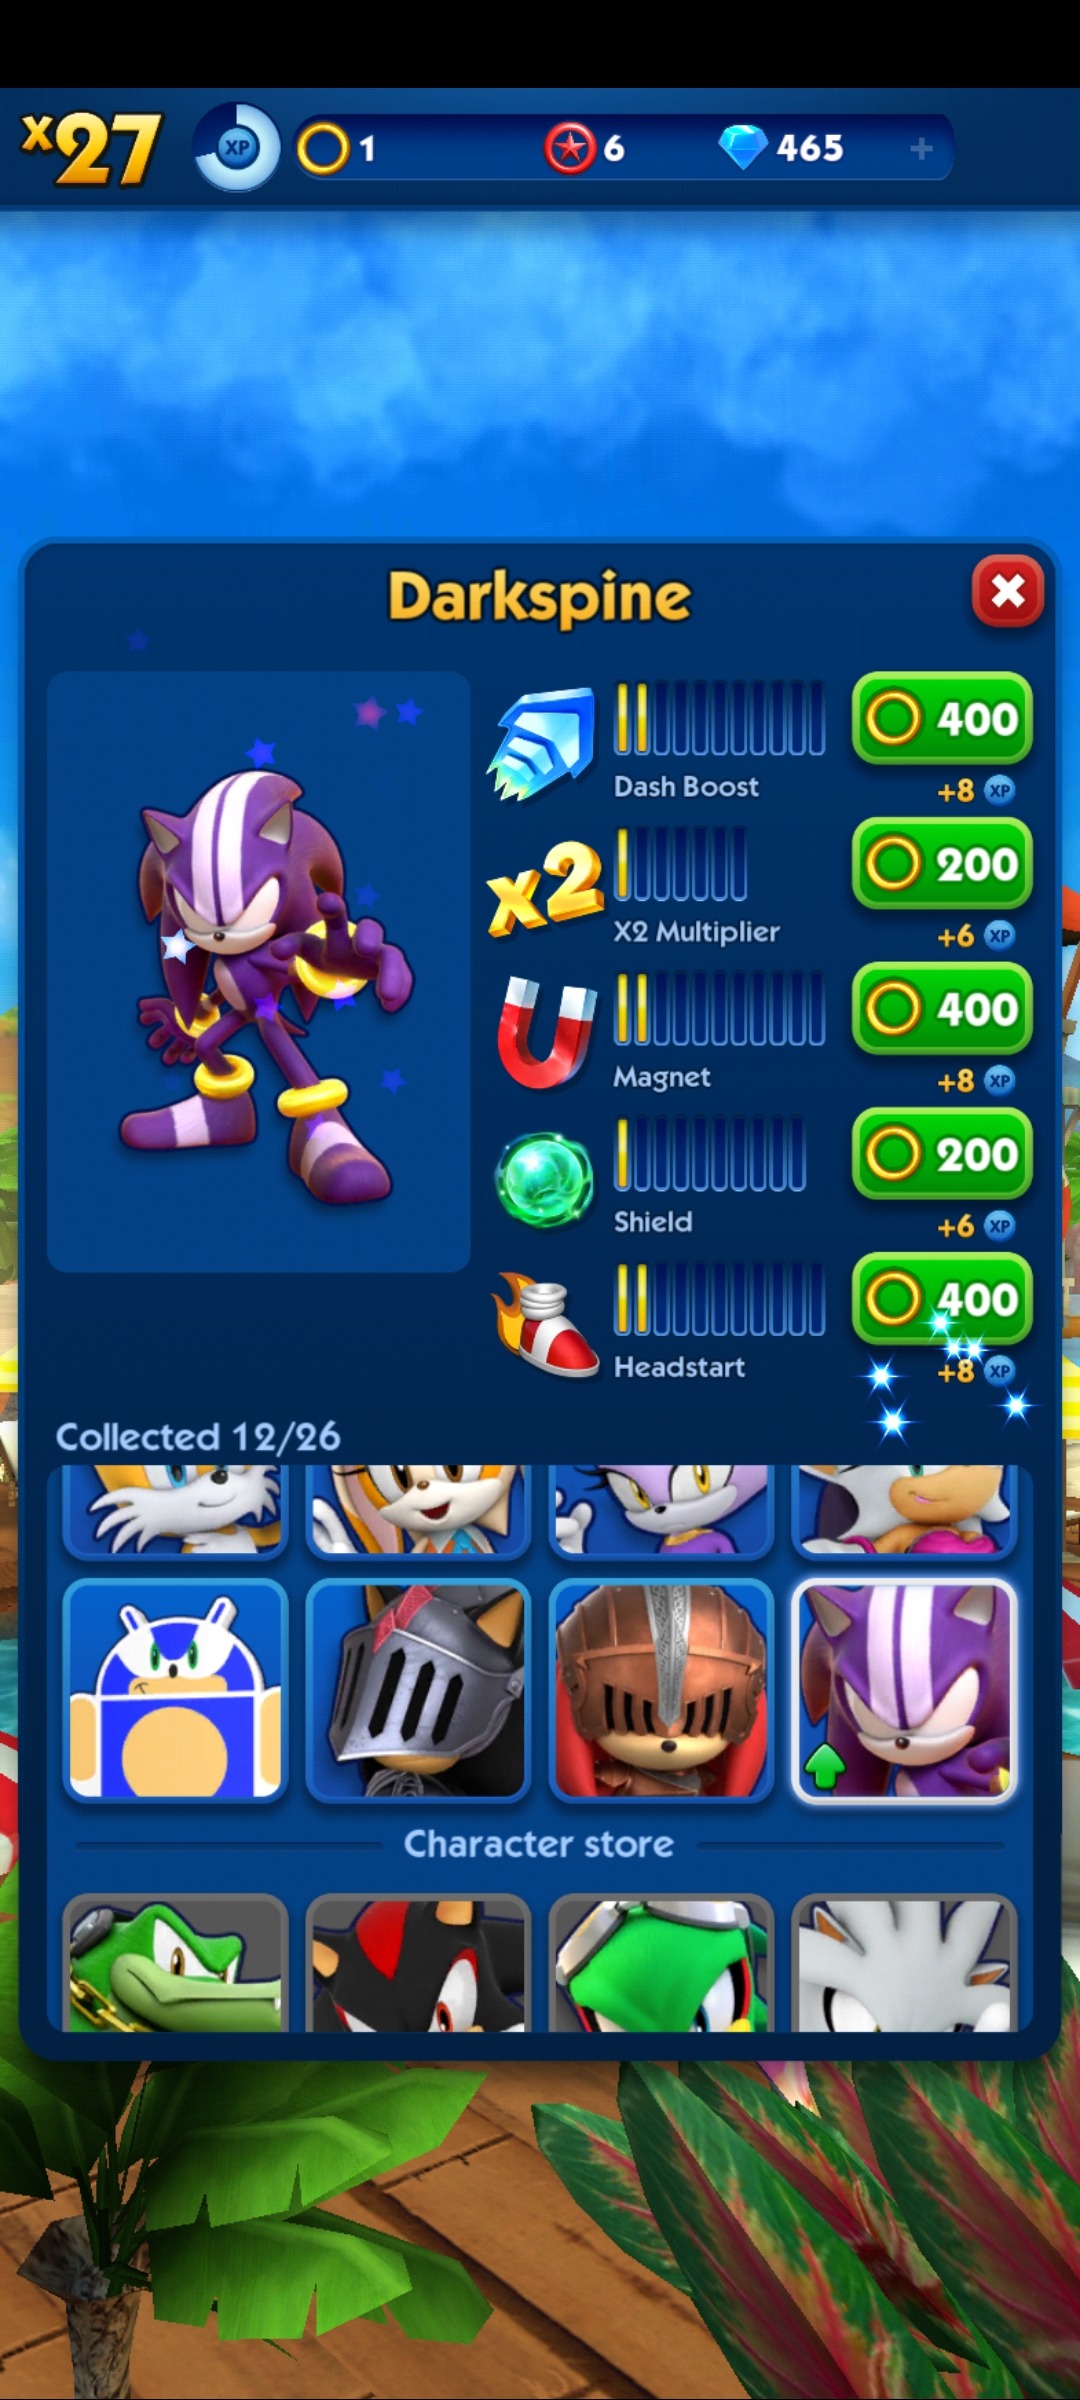 x27
XP
1
6
465
+
Darkspine
400
Dash Boost
+8 XP
x2
200
X2 Multiplier
+6 XP
400
Magnet
+8 XP
200
Shield
+6 XP
400
Headstart
+8 XP
Collected 12/26
Character store